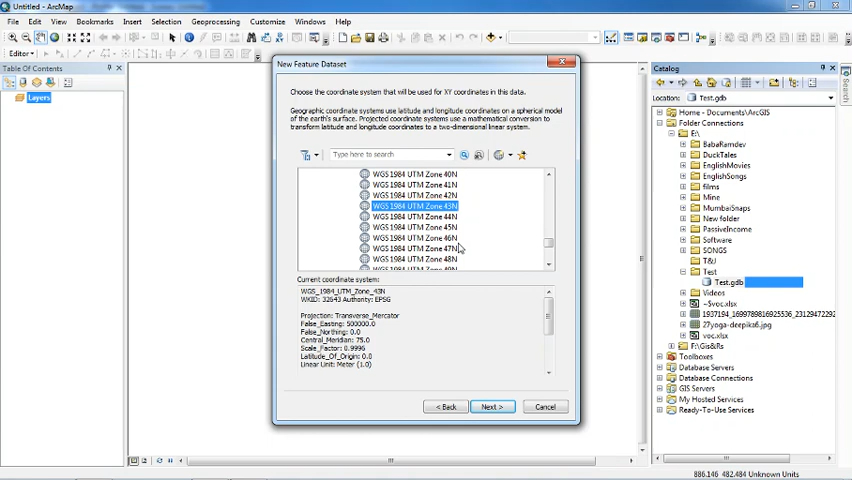 Untitled - ArcMap
File Edit View Bookmarks Insert Selection Geoprocessing Customize Windows Help
Editor
Table Of Contents
Layers
New Feature Dataset
Choose the coordinate system that will be used for XY coordinates in this data.
Geographic coordinate systems use latitude and longitude coordinates on a spherical model
of the earth's surface. Projected coordinate systems use a mathematical conversion to
transform latitude and longitude coordinates to a two-dimensional linear system.
Type here to search
WGS 1984 UTM Zone 40N
WGS 1984 UTM Zone 41N
WGS 1984 UTM Zone 42N
WGS 1984 UTM Zone 43N
WGS 1984 UTM Zone 44N
WGS 1984 UTM Zone 45N
WGS 1984 UTM Zone 46N
WGS 1984 UTM Zone 47N
WGS 1984 UTM Zone 48N
WGS 1984 UTM Zone 49N
Current coordinate system:
WGS_1984_UTM_Zone_43N
WKID: 32643 Authority: EPSG
Projection: Transverse_Mercator
False_Easting: 500000.0
False_Northing: 0.0
Central_Meridian: 75.0
Scale_Factor: 0.9996
Latitude_Of_Origin: 0.0
Linear Unit: Meter (1.0)
< Back
Next >
Cancel
Catalog
Location: Test.gdb
Home - Documents\ArcGIS
Folder Connections
E:\
BabaRamdev
DuckTales
EnglishMovies
EnglishSongs
films
Mine
MumbaiSnaps
New folder
PassiveIncome
Software
SONGS
T&J
Test
Test.gdb
Videos
~$voc.xlsx
1937194_1699789816925536_2312947229
27yoga-deepika6.jpg
voc.xlsx
F:\Gis&Rs
Toolboxes
Database Servers
Database Connections
GIS Servers
My Hosted Services
Ready-To-Use Services
Search
886.146 482.484 Unknown Units